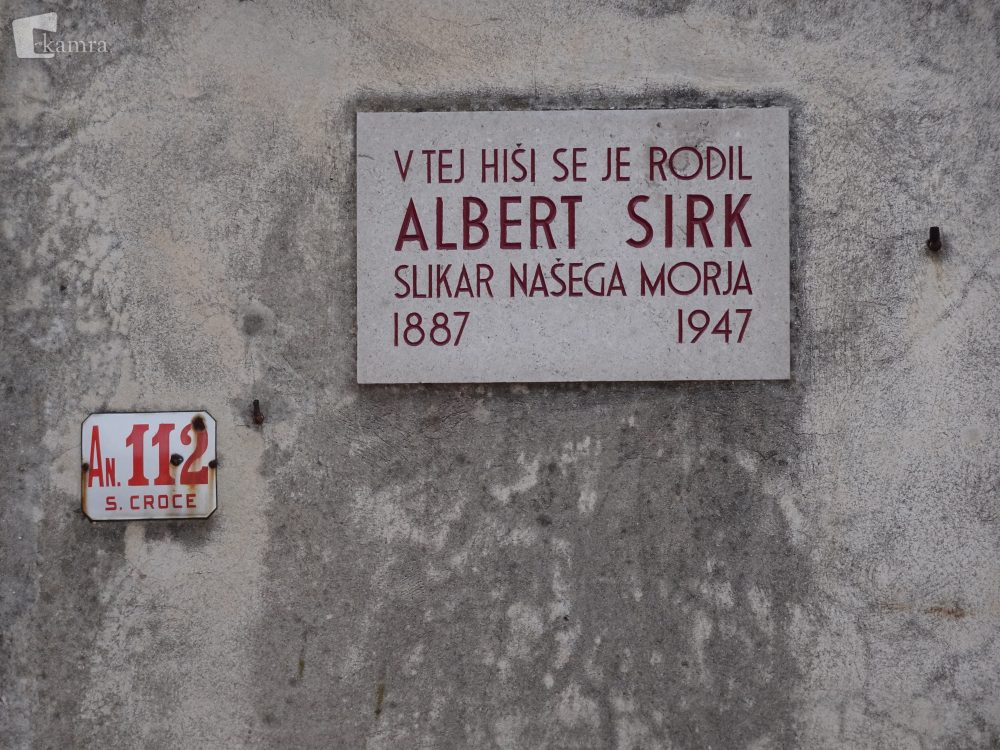 kamra
V TEJ HIŠI SE JE RODIL
ALBERT SIRK
SLIKAR NAŠEGA MORJA
1887 1947
AN. 112
S. CROCE